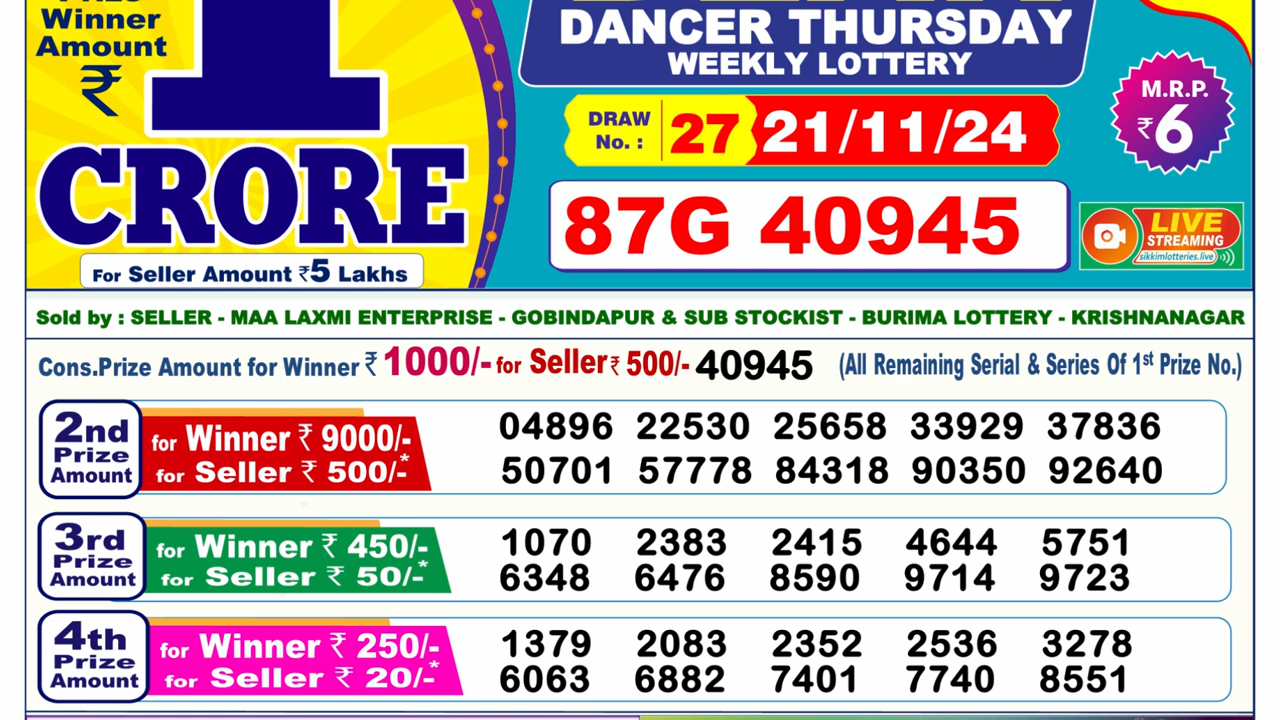 Winner
Amount
₹
1
CRORE
For Seller Amount ₹5 Lakhs
DANCER THURSDAY
WEEKLY LOTTERY
DRAW No. : 27 21/11/24
87G 40945
M.R.P.
₹6
LIVE
STREAMING
sikkimlotteries.live
Sold by : SELLER - MAA LAXMI ENTERPRISE - GOBINDAPUR & SUB STOCKIST - BURIMA LOTTERY - KRISHNANAGAR
Cons.Prize Amount for Winner ₹ 1000/- for Seller ₹ 500/- 40945 (All Remaining Serial & Series Of 1st Prize No.)
2nd
Prize
Amount
for Winner ₹ 9000/-
for Seller ₹ 500/-*
04896 22530 25658 33929 37836
50701 57778 84318 90350 92640
3rd
Prize
Amount
for Winner ₹ 450/-
for Seller ₹ 50/-*
1070 2383 2415 4644 5751
6348 6476 8590 9714 9723
4th
Prize
Amount
for Winner ₹ 250/-
for Seller ₹ 20/-*
1379 2083 2352 2536 3278
6063 6882 7401 7740 8551